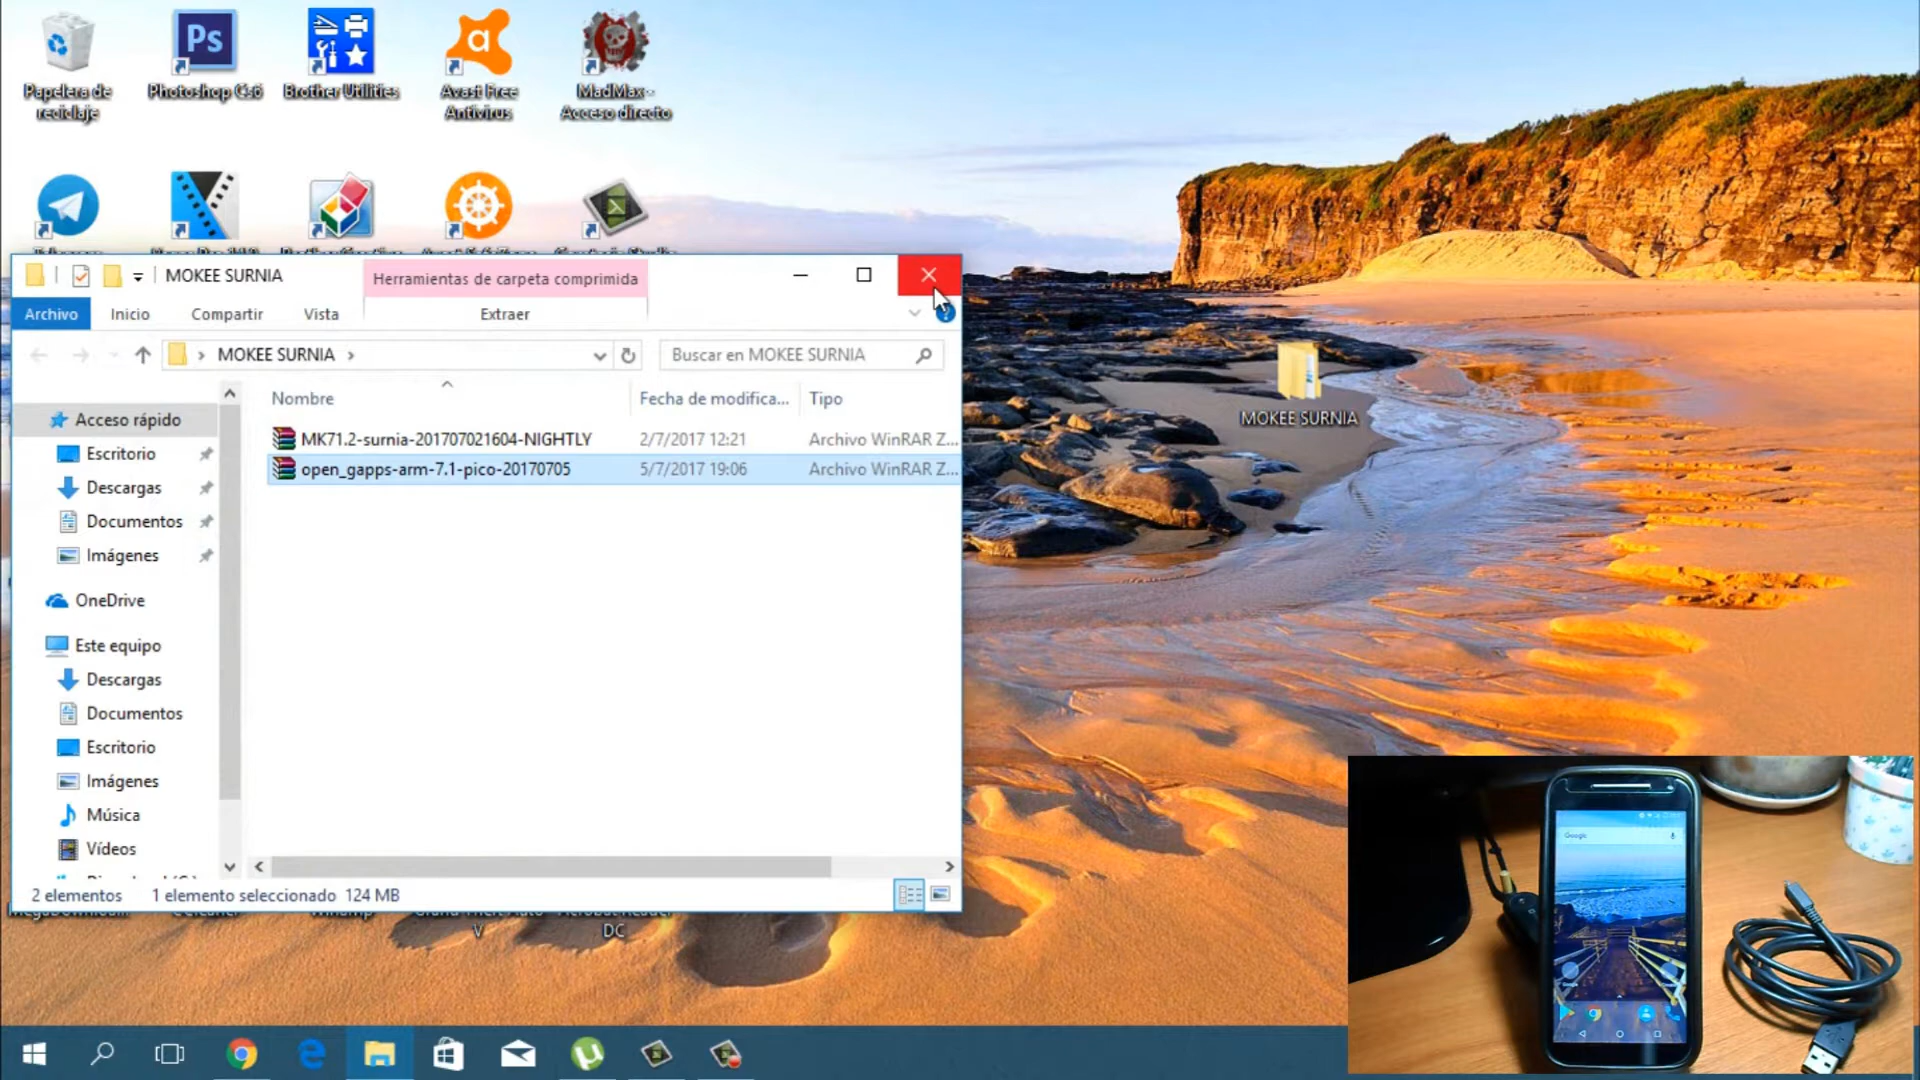 Papelera de
reciclaje
Ps
Photoshop Cs6
Brother Utilities
Avast Free
Antivirus
MadMax -
Acceso directo
MOKEE SURNIA
Herramientas de carpeta comprimida
Archivo
Inicio
Compartir
Vista
Extraer
MOKEE SURNIA
Buscar en MOKEE SURNIA
Nombre
Fecha de modifica...
Tipo
Acceso rápido
Escritorio
Descargas
Documentos
Imágenes
OneDrive
Este equipo
Descargas
Documentos
Escritorio
Imágenes
Música
Vídeos
MK71.2-surnia-201707021604-NIGHTLY
2/7/2017 12:21
Archivo WinRAR Z...
open_gapps-arm-7.1-pico-20170705
5/7/2017 19:06
Archivo WinRAR Z...
2 elementos
1 elemento seleccionado 124 MB
V
DC
MOKEE SURNIA
Google